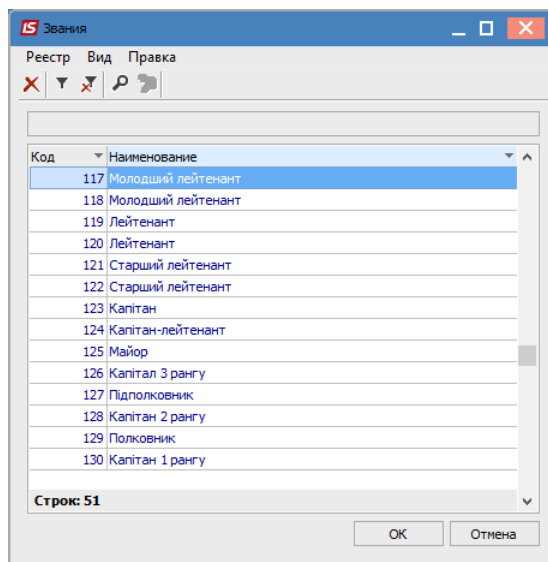 IS Звания
Реестр Вид Правка
Код Наименование
117 Молодший лейтенант
118 Молодший лейтенант
119 Лейтенант
120 Лейтенант
121 Старший лейтенант
122 Старший лейтенант
123 Капітан
124 Капітан-лейтенант
125 Майор
126 Капітал 3 рангу
127 Підполковник
128 Капітан 2 рангу
129 Полковник
130 Капітан 1 рангу
Строк: 51
ОК Отмена